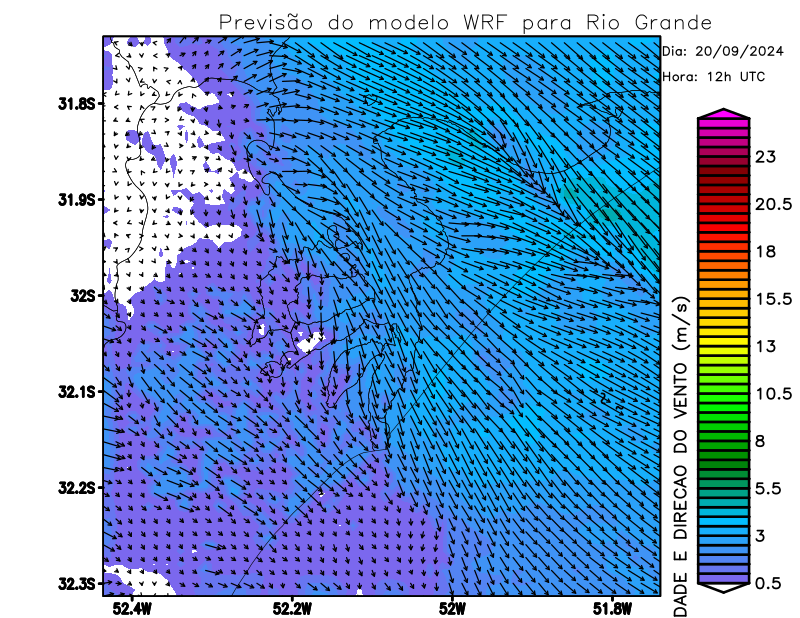 Previsão do modelo WRF para Rio Grande
Dia: 20/09/2024
Hora: 12h UTC
31.8S
31.9S
32S
32.1S
32.2S
32.3S
52.4W
52.2W
52W
51.8W
23
20.5
18
15.5
13
10.5
8
5.5
3
0.5
DADE E DIRECAO DO VENTO (m/s)